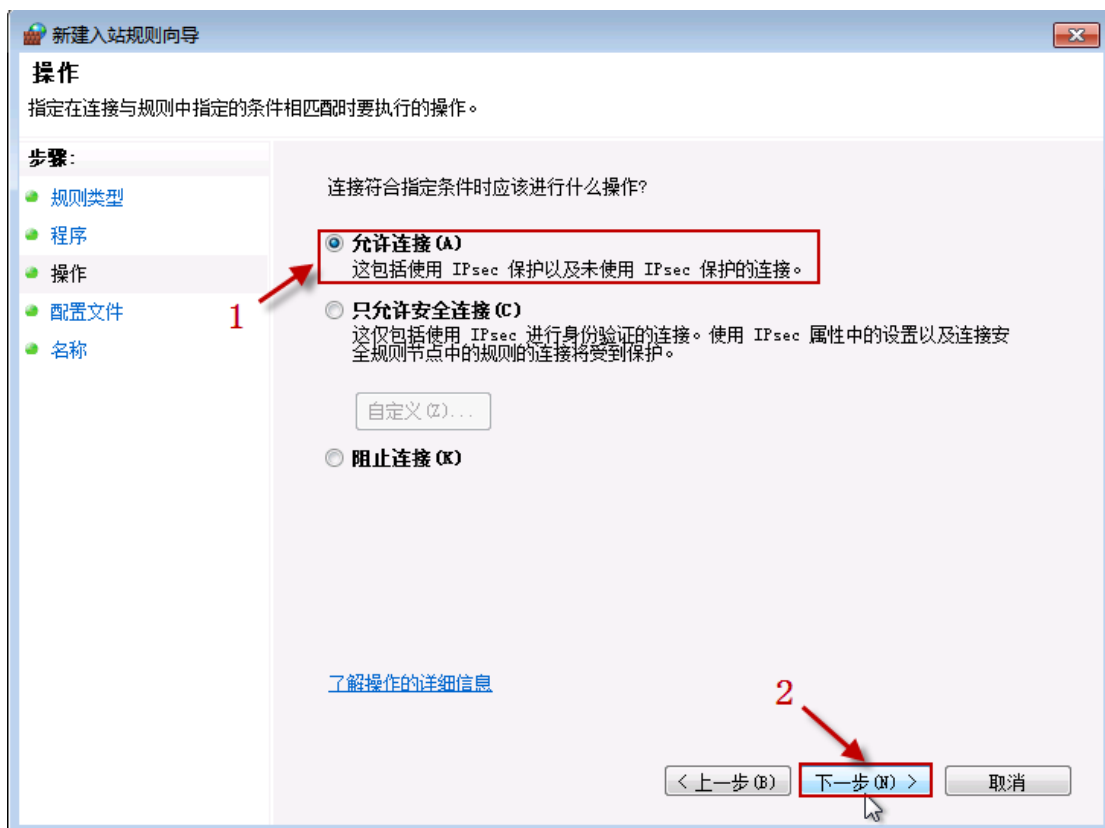 新建入站规则向导
操作
指定在连接与规则中指定的条件相匹配时要执行的操作。
步骤:
规则类型
程序
操作
配置文件
名称
连接符合指定条件时应该进行什么操作?
允许连接(A)
这包括使用 IPsec 保护以及未使用 IPsec 保护的连接。
1
只允许安全连接(C)
这仅包括使用 IPsec 进行身份验证的连接。使用 IPsec 属性中的设置以及连接安
全规则节点中的规则的连接将受到保护。
自定义(Z)...
阻止连接(K)
了解操作的详细信息
2
< 上一步(B)
下一步(N) >
取消